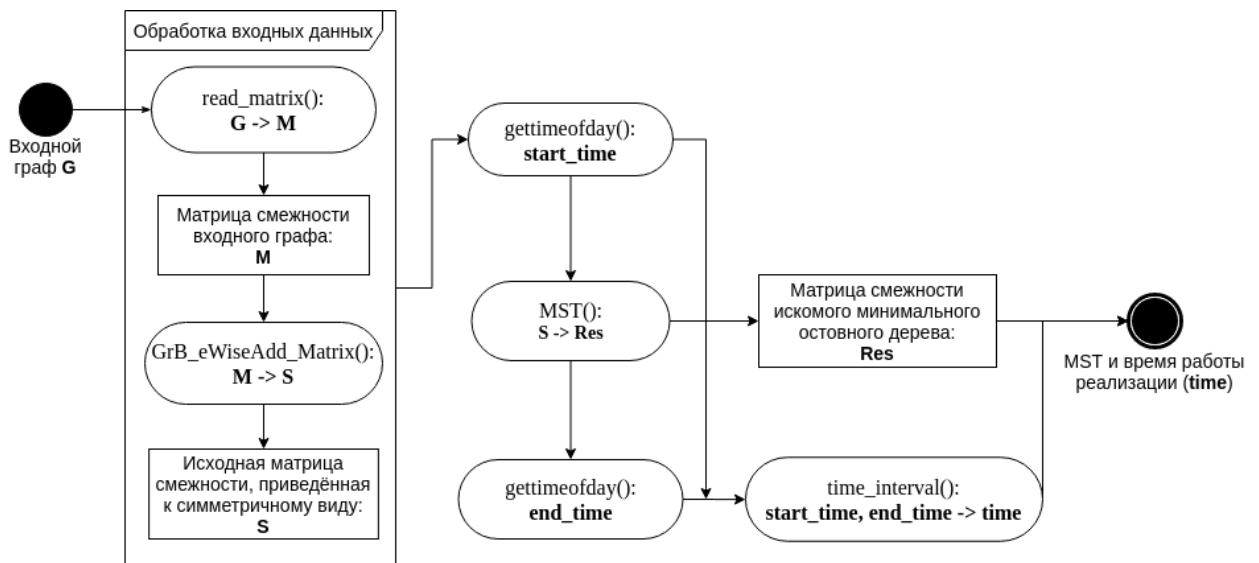 Обработка входных данных
Входной
граф G
read_matrix():
G -> M
Матрица смежности
входного графа:
M
GrB_eWiseAdd_Matrix():
M -> S
Исходная матрица
смежности, приведённая
к симметричному виду:
S
gettimeofday():
start_time
MST():
S -> Res
gettimeofday():
end_time
Матрица смежности
искомого минимального
остовного дерева:
Res
time_interval():
start_time, end_time -> time
MST и время работы
реализации (time)